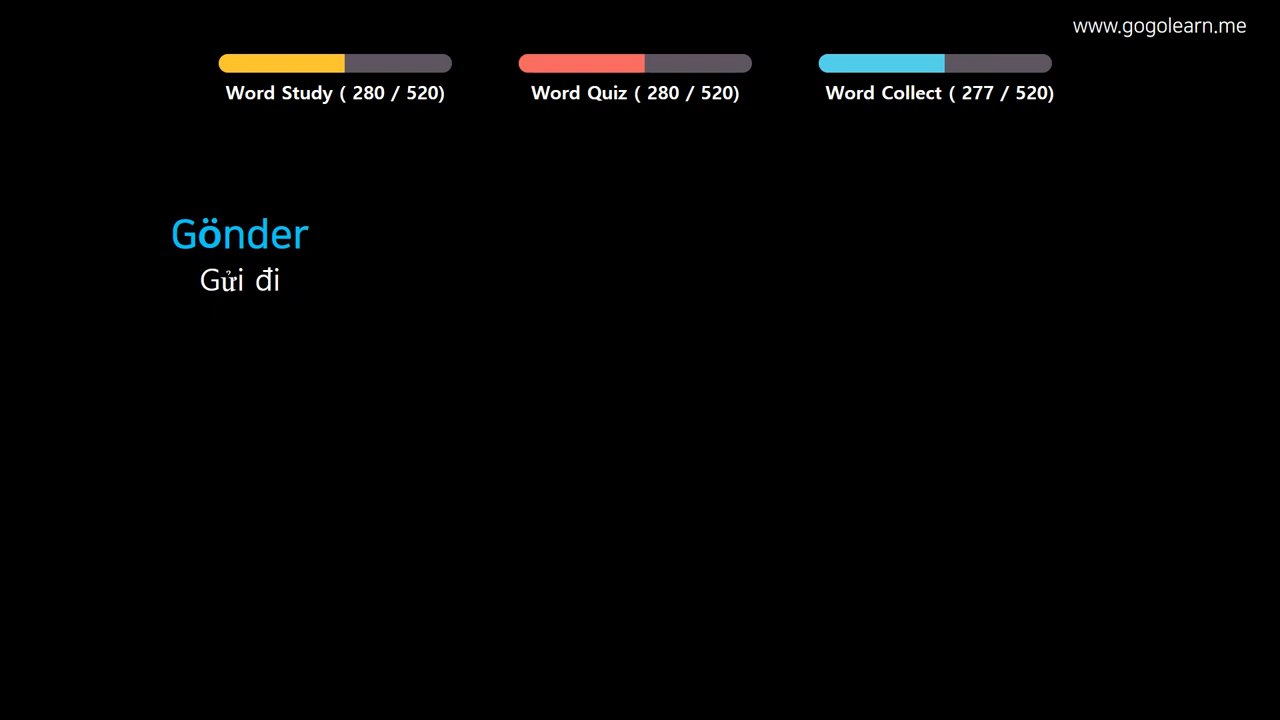 www.gogolearn.me
Word Study ( 280 / 520)
Word Quiz ( 280 / 520)
Word Collect ( 277 / 520)
Gönder
Gửi đi